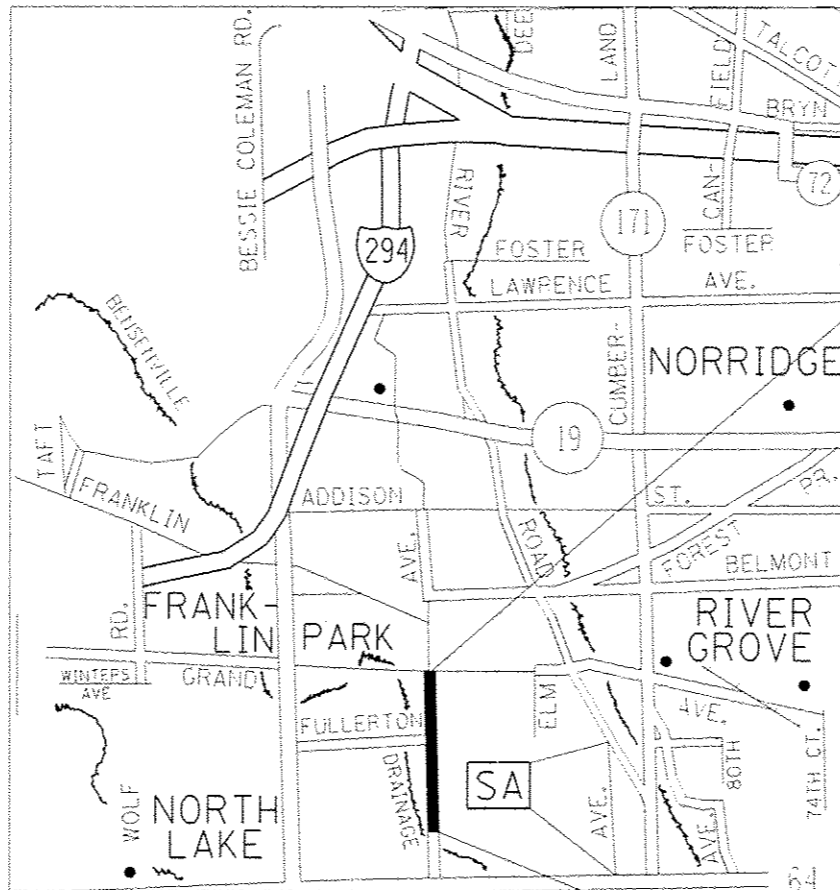 BESSIE COLEMAN RD.
DEE
LAND
FIELD
TALCOTT
BRYN
72
RIVER
171
CAN-
294
FOSTER
FOSTER
LAWRENCE
AVE.
BENSENVILLE
CUMBER-
NORRIDGE
19
TAFT
FRANKLIN
ADDISON
ST.
PR.
AVE.
ROAD
FOREST
BELMONT
FRANK-
LIN
PARK
RIVER
GROVE
RD.
WINTERS
AVE
GRAND
ELM
AVE.
FULLERTON
DRAINAGE
SA
80TH
74TH CT.
WOLF
NORTH
LAKE
AVE.
AVE.
64